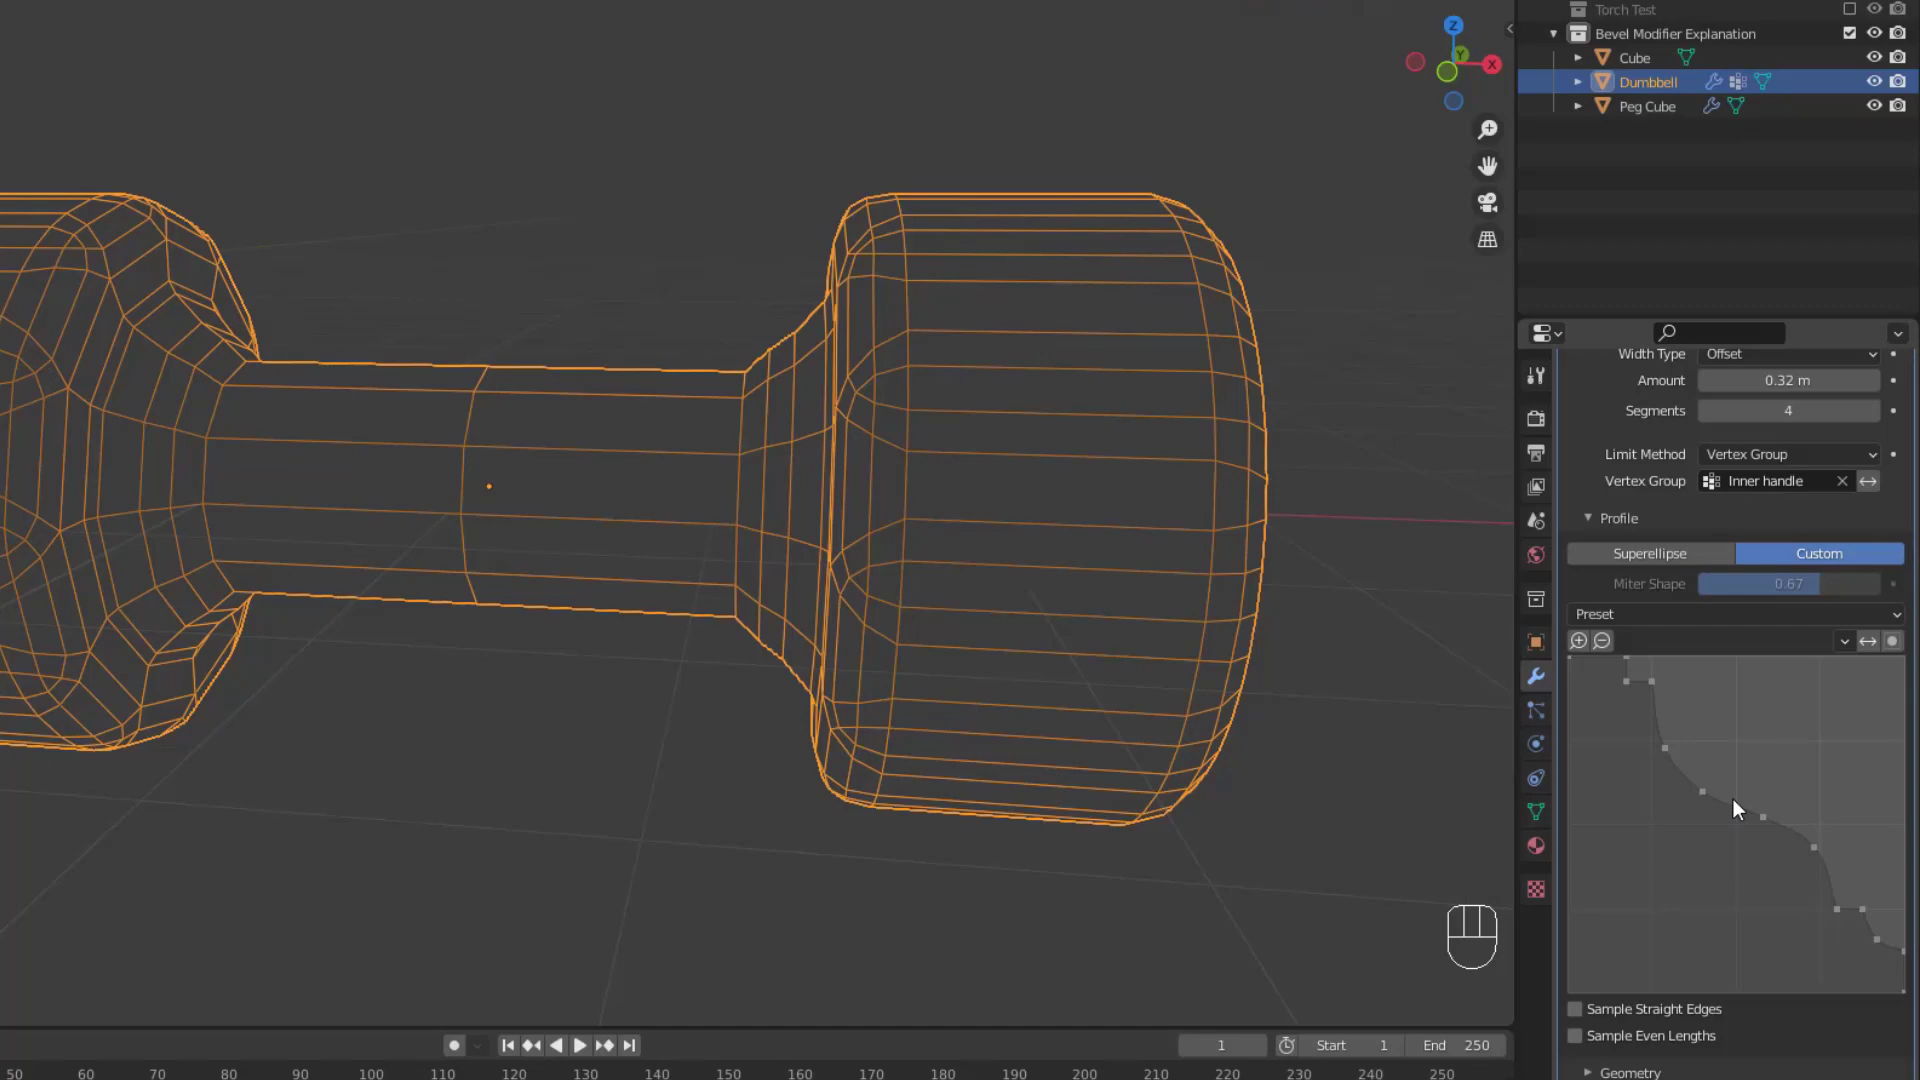 Torch Test
Bevel Modifier Explanation
Z
Y
X
Cube
Dumbbell
Peg Cube
Width Type Offset
Amount 0.32 m
Segments 4
Limit Method Vertex Group
Vertex Group Inner handle
Profile
Superellipse Custom
Miter Shape 0.67
Preset
Sample Straight Edges
Sample Even Lengths
Geometry
1 Start 1 End 250
50 60 70 80 90 100 110 120 130 140 150 160 170 180 190 200 210 220 230 240 250